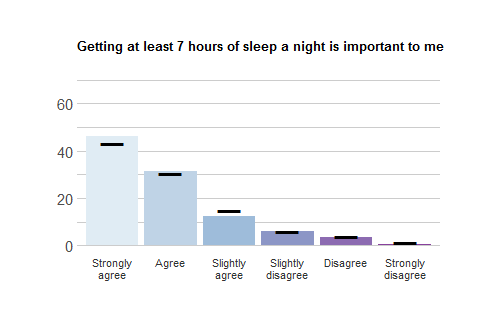 Getting at least 7 hours of sleep a night is important to me
60
40
20
0
Strongly agree
Agree
Slightly agree
Slightly disagree
Disagree
Strongly disagree